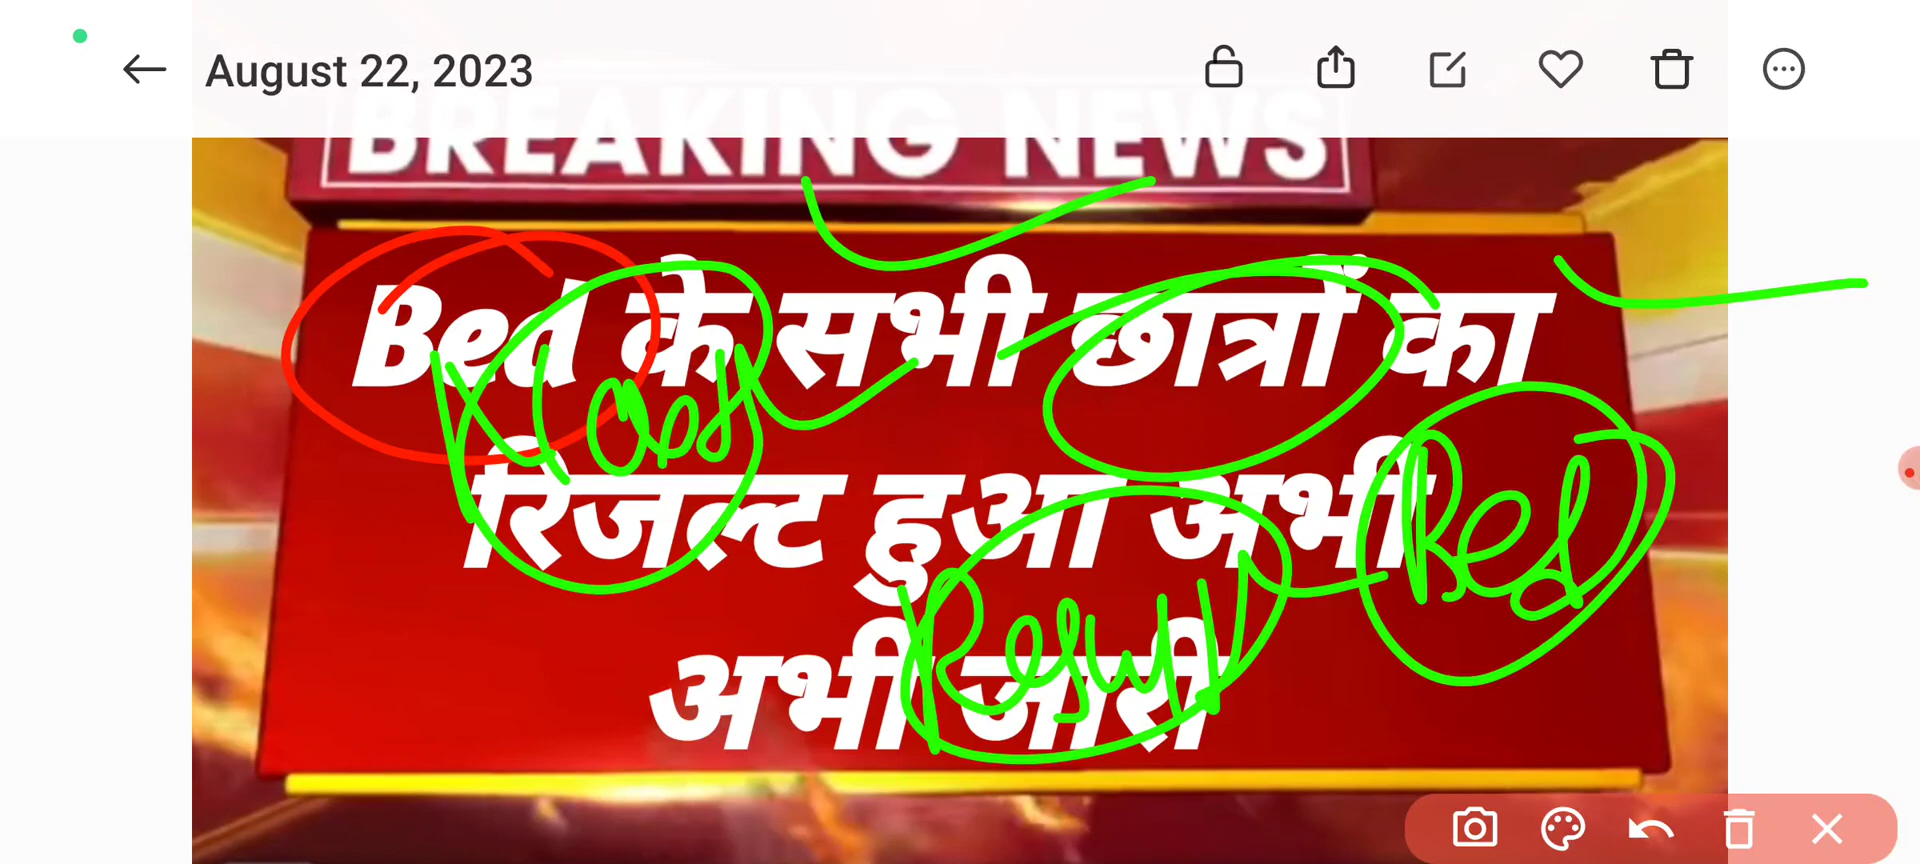 August 22, 2023
BREAKING NEWS
Bed के सभी छात्रों का
रिजल्ट हुआ अभी
अभी जारी
Bed
Result